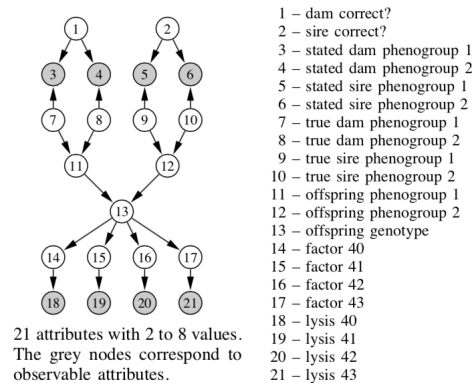 1
2
3
4
5
6
7
8
9
10
11
12
13
14
15
16
17
18
19
20
21
21 attributes with 2 to 8 values.
The grey nodes correspond to
observable attributes.
1 – dam correct?
2 – sire correct?
3 – stated dam phenogroup 1
4 – stated dam phenogroup 2
5 – stated sire phenogroup 1
6 – stated sire phenogroup 2
7 – true dam phenogroup 1
8 – true dam phenogroup 2
9 – true sire phenogroup 1
10 – true sire phenogroup 2
11 – offspring phenogroup 1
12 – offspring phenogroup 2
13 – offspring genotype
14 – factor 40
15 – factor 41
16 – factor 42
17 – factor 43
18 – lysis 40
19 – lysis 41
20 – lysis 42
21 – lysis 43